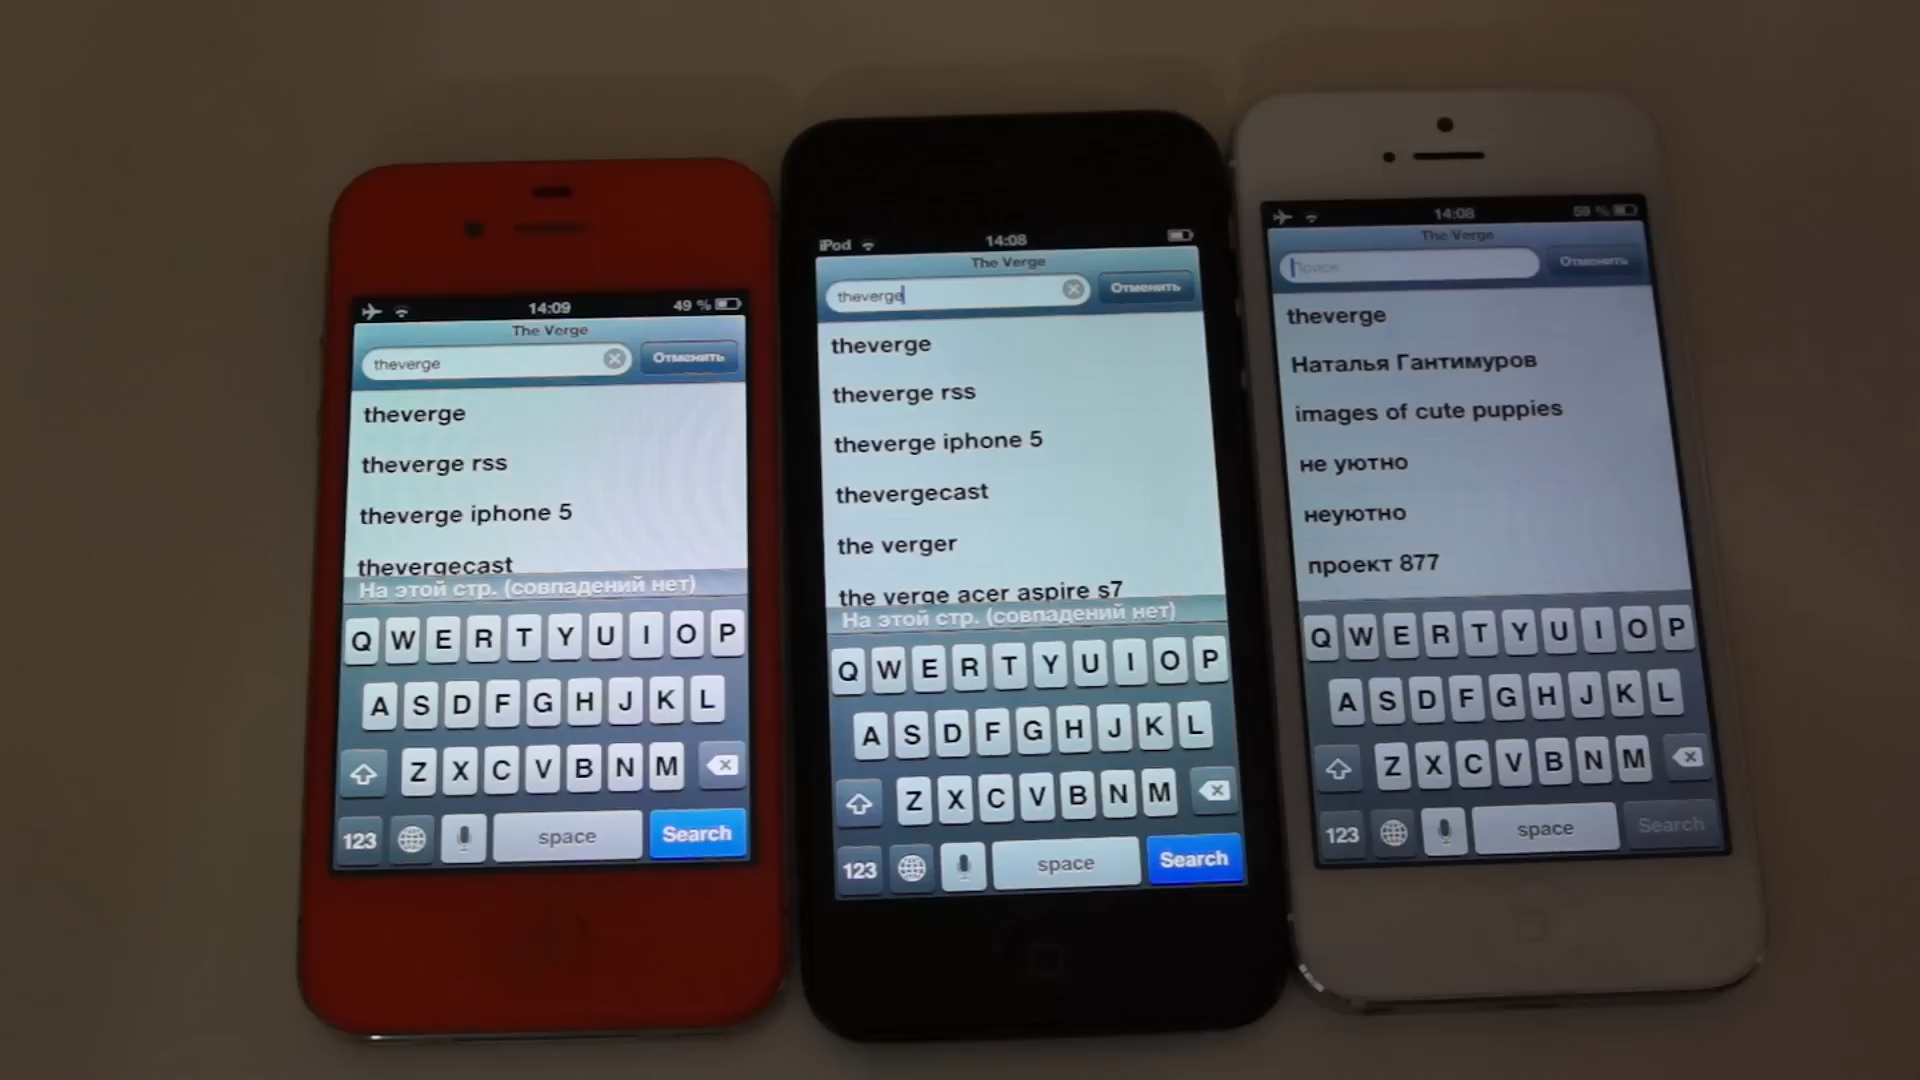 14:09
49 %
The Verge
theverge
Отменить
theverge
theverge rss
theverge iphone 5
thevergecast
На этой стр. (совпадений нет)
Q W E R T Y U I O P
A S D F G H J K L
Z X C V B N M
123 space Search
iPod
14:08
The Verge
theverge
Отменить
theverge
theverge rss
theverge iphone 5
thevergecast
the verger
the verge acer aspire s7
На этой стр. (совпадений нет)
Q W E R T Y U I O P
A S D F G H J K L
Z X C V B N M
123 space Search
14:08
59 %
The Verge
Поиск
Отменить
theverge
Наталья Гантимуров
images of cute puppies
не уютно
неуютно
проект 877
Q W E R T Y U I O P
A S D F G H J K L
Z X C V B N M
123 space Search